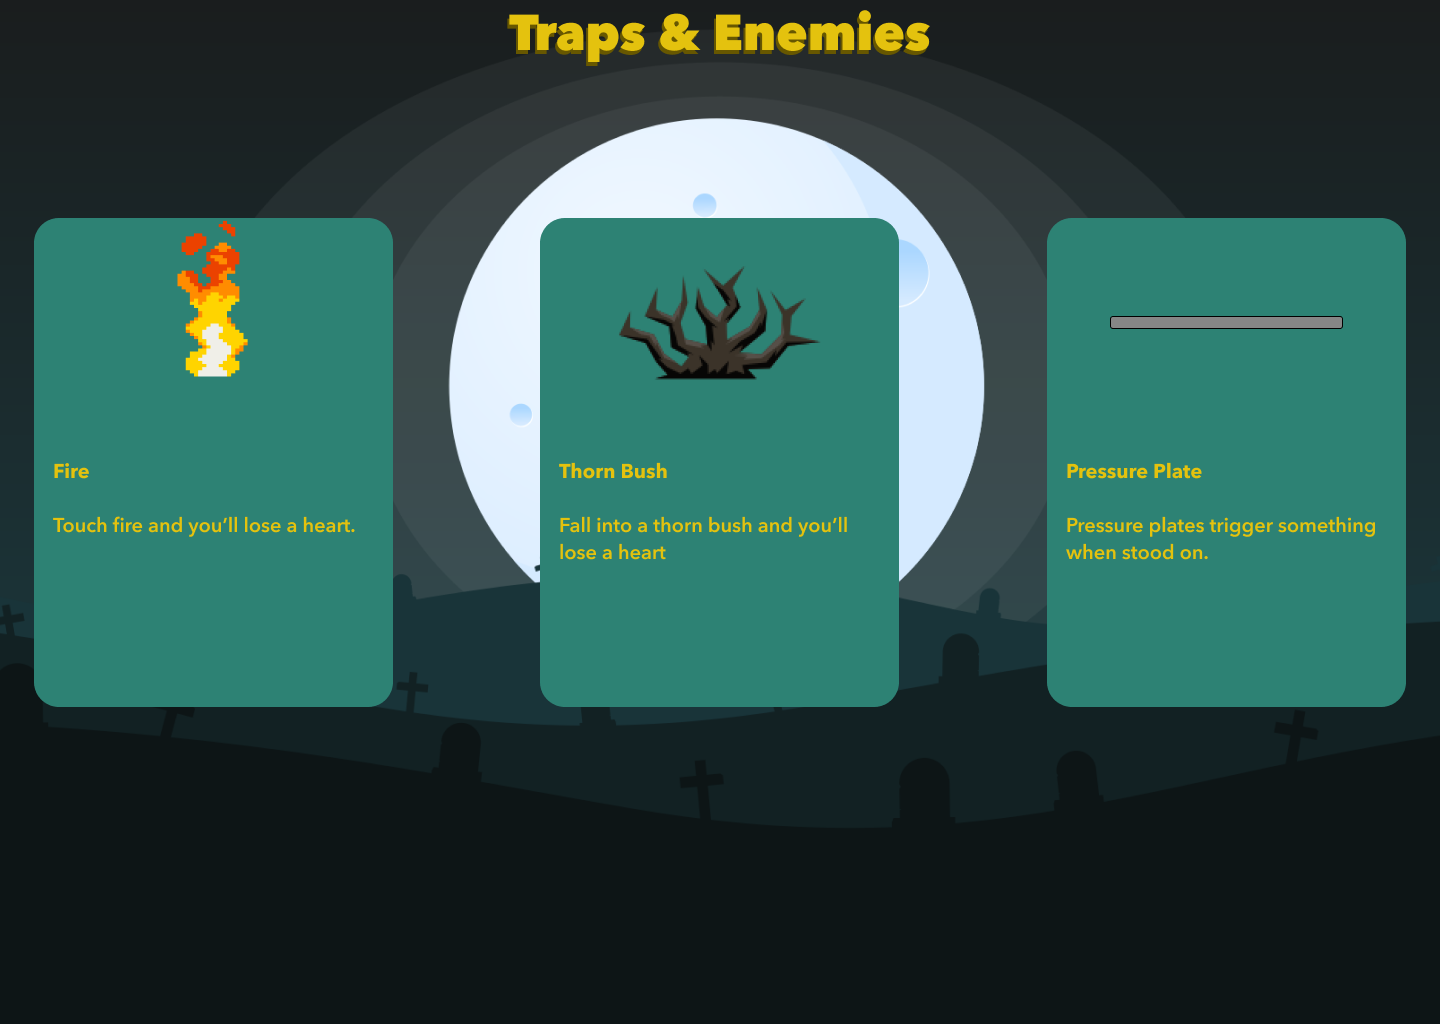 Traps & Enemies
Fire
Touch fire and you’ll lose a heart.
Thorn Bush
Fall into a thorn bush and you’ll
lose a heart
Pressure Plate
Pressure plates trigger something
when stood on.